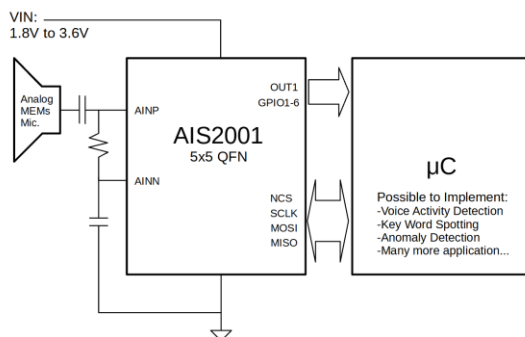 VIN:
1.8V to 3.6V
Analog
MEMs
Mic.
AINP
AINN
AIS2001
5x5 QFN
OUT1
GPIO1-6
NCS
SCLK
MOSI
MISO
µC
Possible to Implement:
-Voice Activity Detection
-Key Word Spotting
-Anomaly Detection
-Many more application...